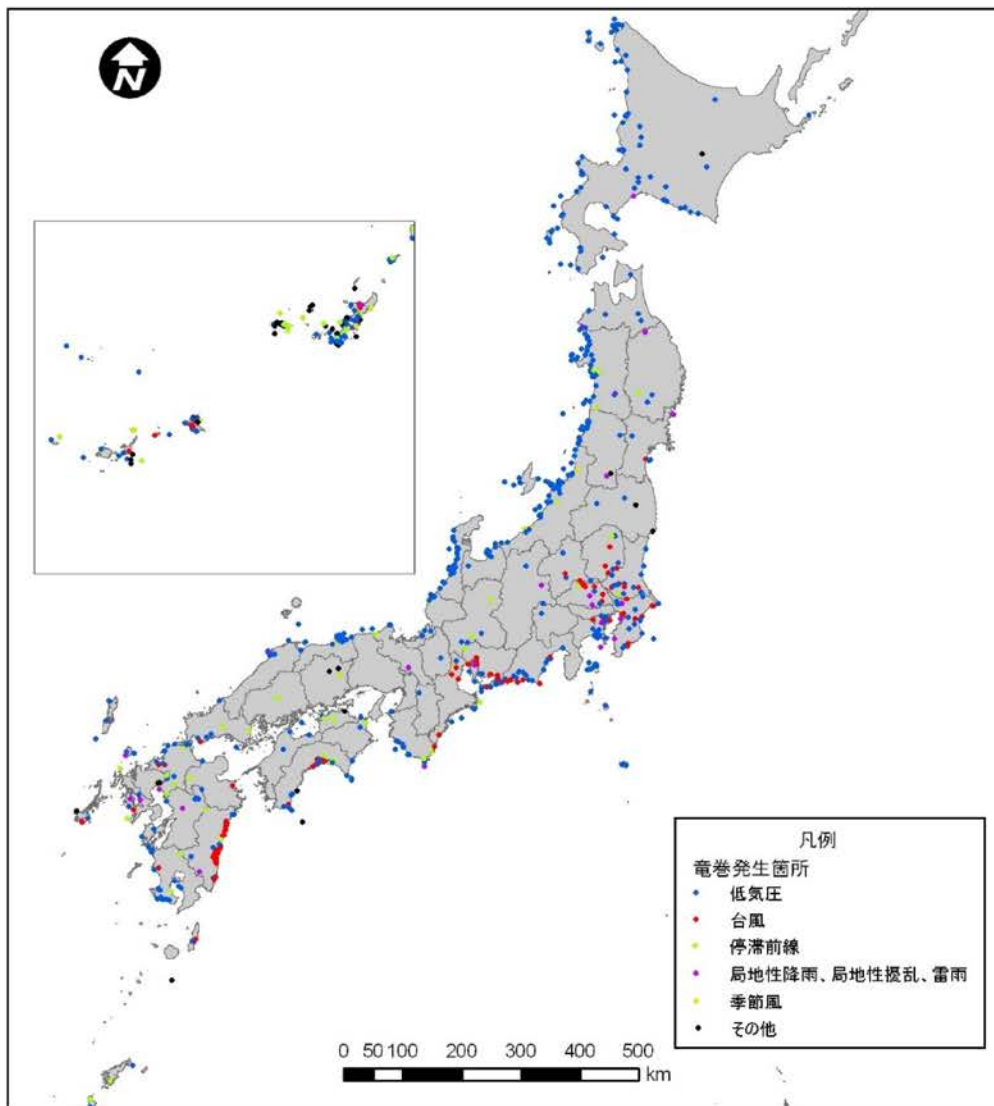 N
凡例
竜巻発生箇所
低気圧
台風
停滞前線
局地性降雨、局地性擾乱、雷雨
季節風
その他
0 50 100 200 300 400 500
km